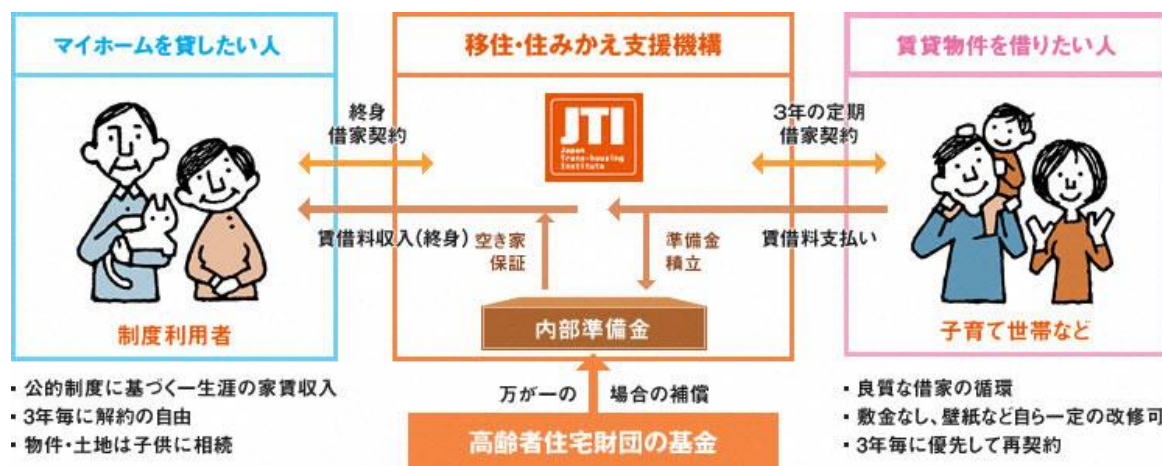 マイホームを貸したい人
移住・住みかえ支援機構
賃貸物件を借りたい人
終身
借家契約
JTI
Japan
Trans-housing
Institute
3年の定期
借家契約
賃借料収入(終身)
空き家
保証
準備金
積立
賃借料支払い
制度利用者
内部準備金
子育て世帯など
・公的制度に基づく一生涯の家賃収入
・3年毎に解約の自由
・物件・土地は子供に相続
万が一の 場合の補償
高齢者住宅財団の基金
・良質な借家の循環
・敷金なし、壁紙など自ら一定の改修可
・3年毎に優先して再契約